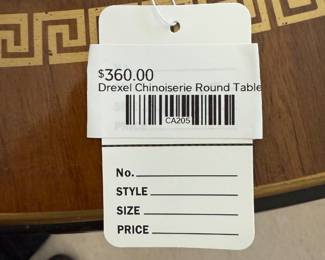 $360.00
Drexel Chinoiserie Round Table
CA205
No.
STYLE
SIZE
PRICE